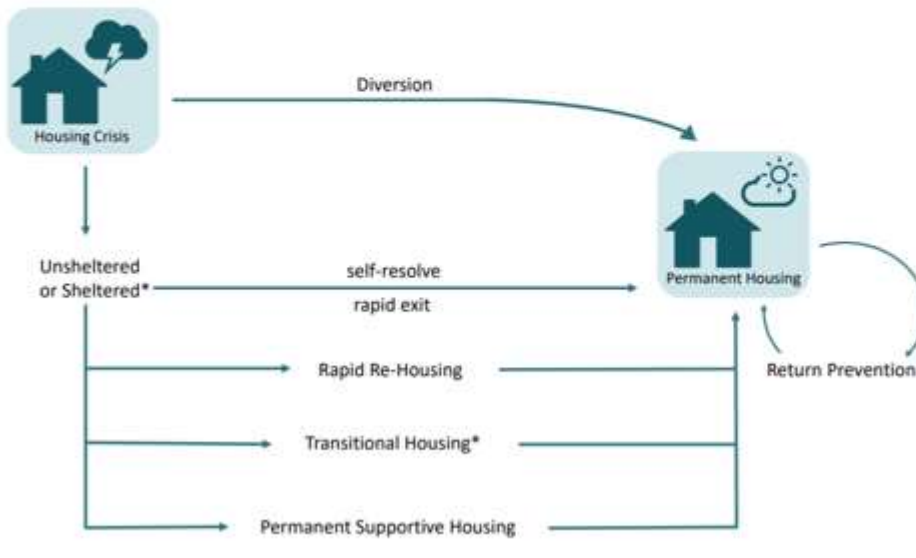 Diversion
Housing Crisis
Unsheltered
or Sheltered*
self-resolve
rapid exit
Permanent Housing
Rapid Re-Housing
Return Prevention
Transitional Housing*
Permanent Supportive Housing